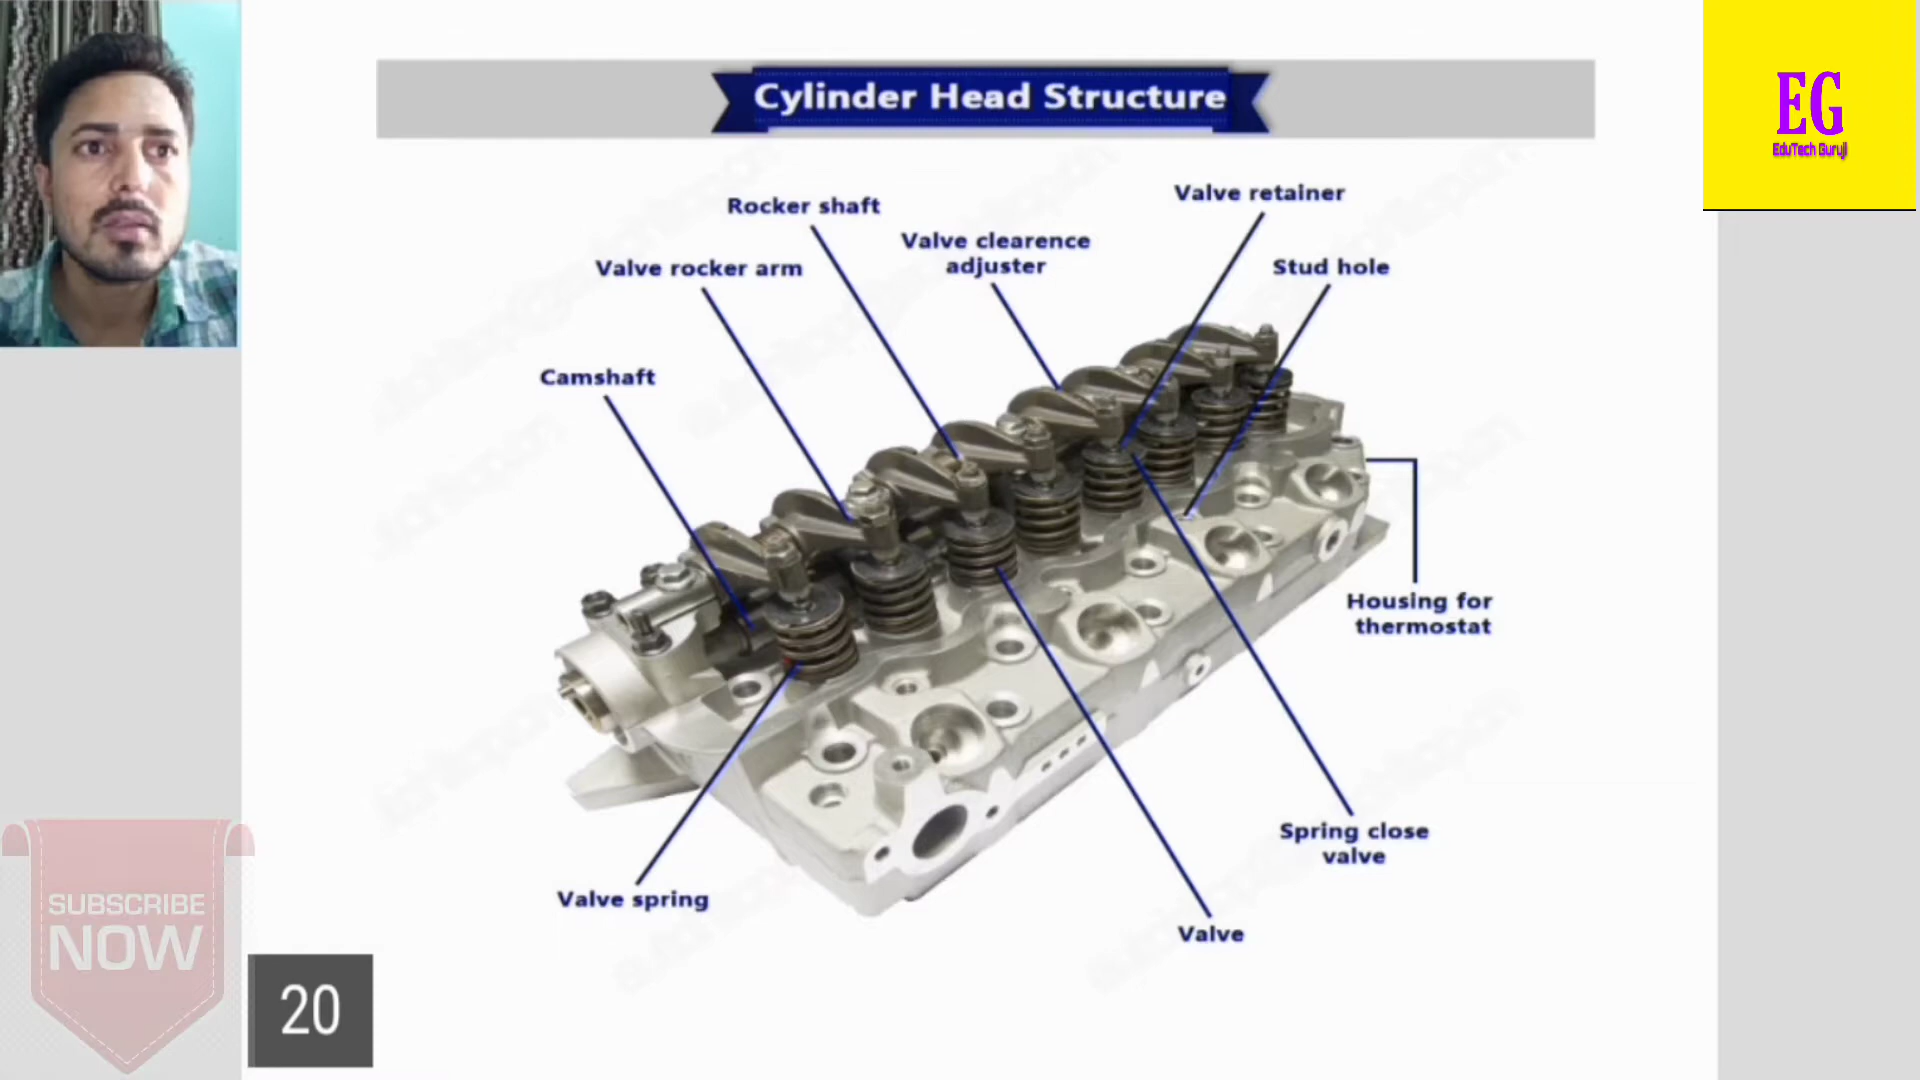 Cylinder Head Structure
EG
EduTech Guruji
Rocker shaft
Valve retainer
Valve clearence
adjuster
Valve rocker arm
Stud hole
Camshaft
Housing for
thermostat
Spring close
valve
Valve spring
Valve
SUBSCRIBE
NOW
20